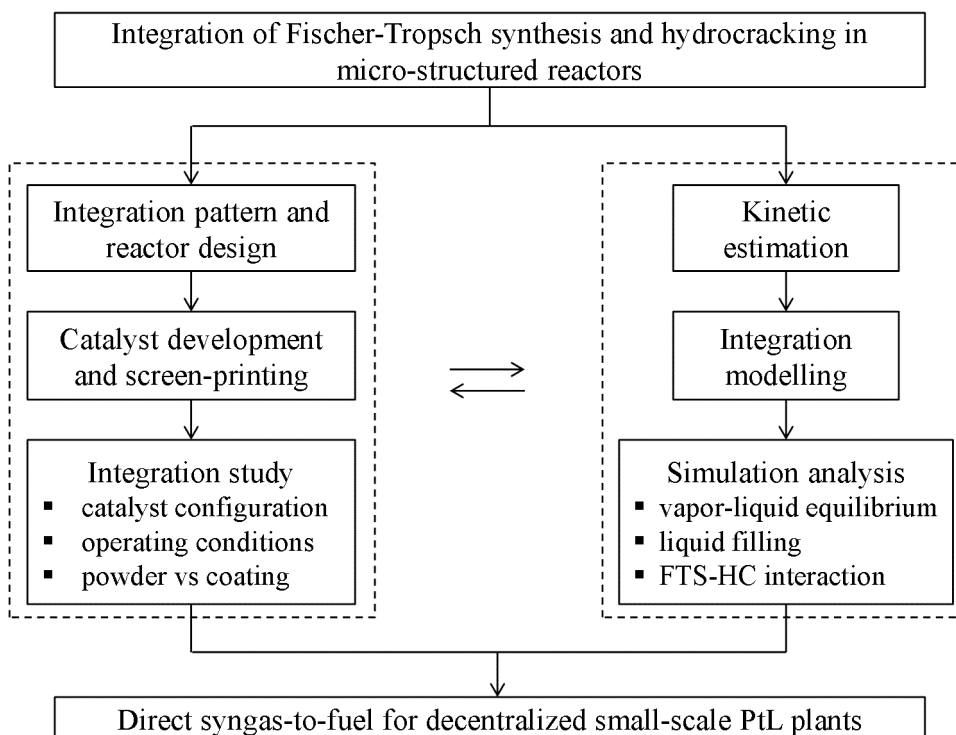 Integration of Fischer-Tropsch synthesis and hydrocracking in
micro-structured reactors
Integration pattern and
reactor design
Catalyst development
and screen-printing
Integration study
▪ catalyst configuration
▪ operating conditions
▪ powder vs coating
Kinetic
estimation
Integration
modelling
Simulation analysis
▪ vapor-liquid equilibrium
▪ liquid filling
▪ FTS-HC interaction
Direct syngas-to-fuel for decentralized small-scale PtL plants